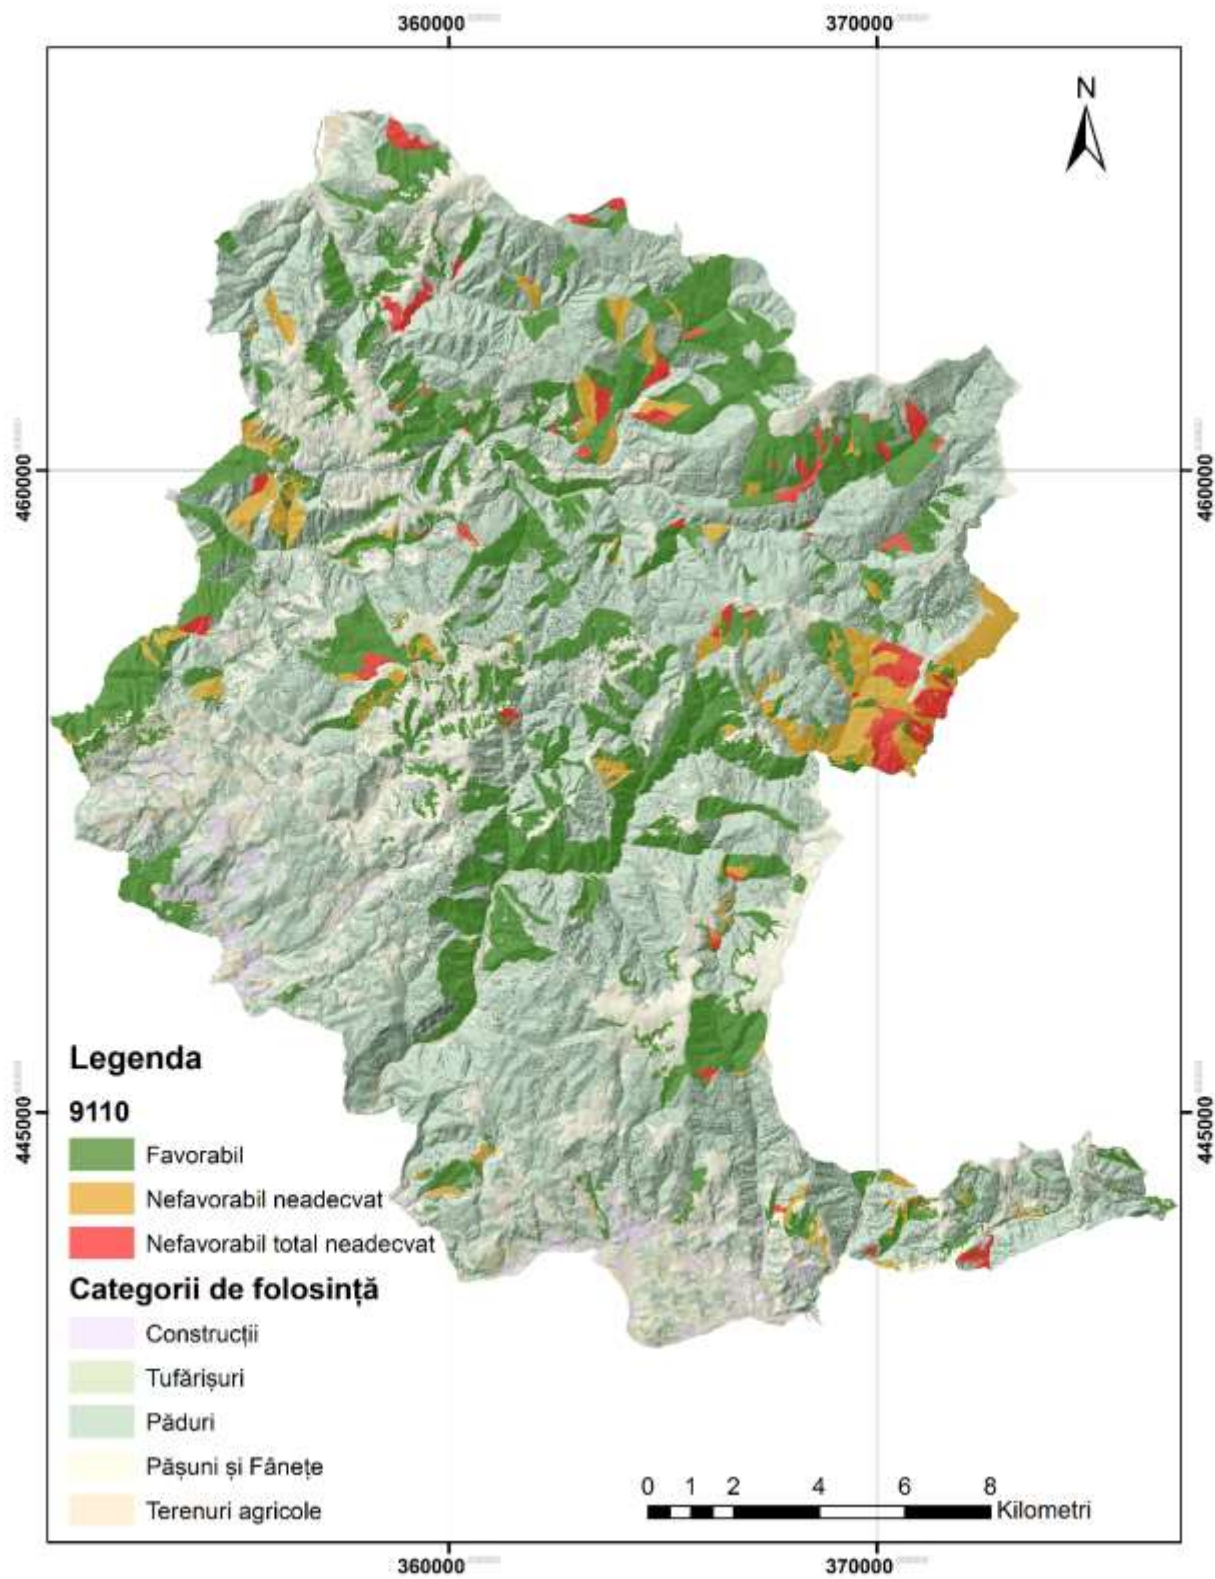 360000
370000
N
460000
460000
445000
445000
Legenda
9110
Favorabil
Nefavorabil neadecvat
Nefavorabil total neadecvat
Categorii de folosință
Construcții
Tufărișuri
Păduri
Pășuni și Fânețe
Terenuri agricole
0 1 2 4 6 8
Kilometri
360000
370000